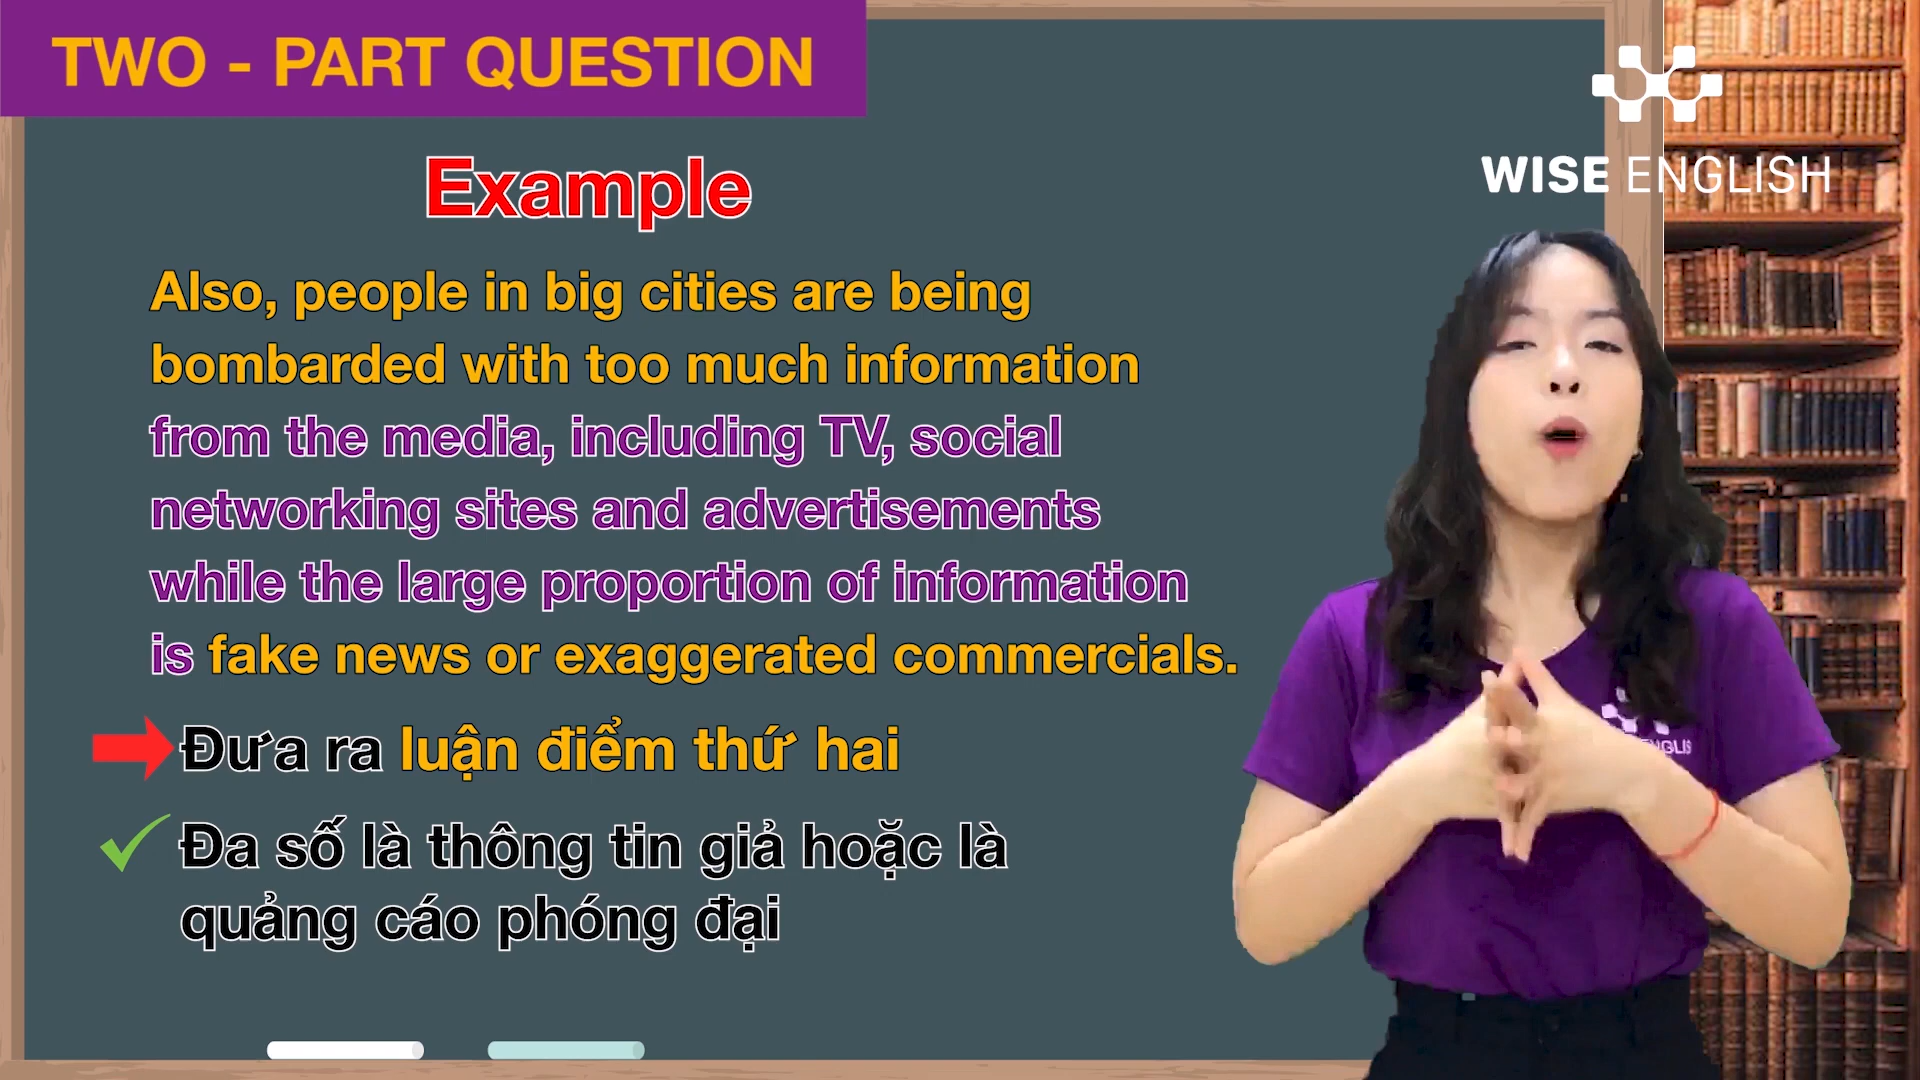 TWO - PART QUESTION
WISE ENGLISH
Example
Also, people in big cities are being
bombarded with too much information
from the media, including TV, social
networking sites and advertisements
while the large proportion of information
is fake news or exaggerated commercials.
Đưa ra luận điểm thứ hai
Đa số là thông tin giả hoặc là
quảng cáo phóng đại